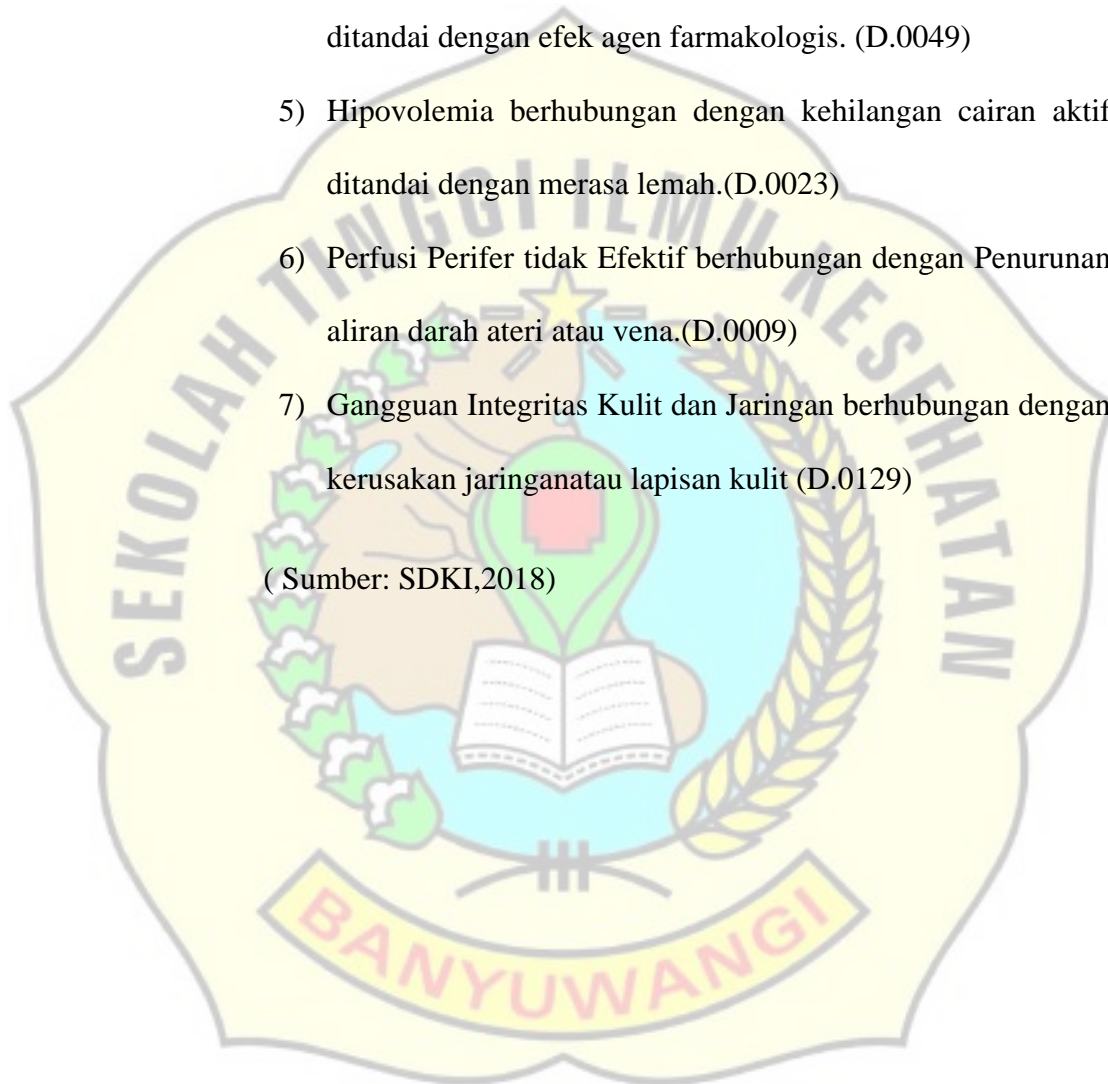 ditandai dengan efek agen farmakologis. (D.0049)
5) Hipovolemia berhubungan dengan kehilangan cairan aktif
ditandai dengan merasa lemah.(D.0023)
6) Perfusi Perifer tidak Efektif berhubungan dengan Penurunan
aliran darah ateri atau vena.(D.0009)
7) Gangguan Integritas Kulit dan Jaringan berhubungan dengan
kerusakan jaringanatau lapisan kulit (D.0129)
( Sumber: SDKI,2018)
SEKOLAH TINGGI ILMU KESEHATAN
BANYUWANGI